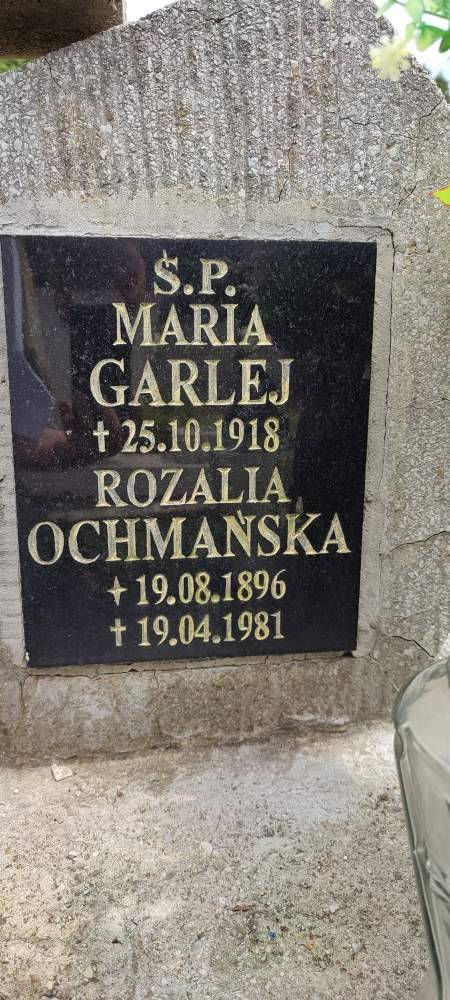 Ś.P.
MARIA
GARLEJ
† 25.10.1918
ROZALIA
OCHMAŃSKA
✦ 19.08.1896
† 19.04.1981